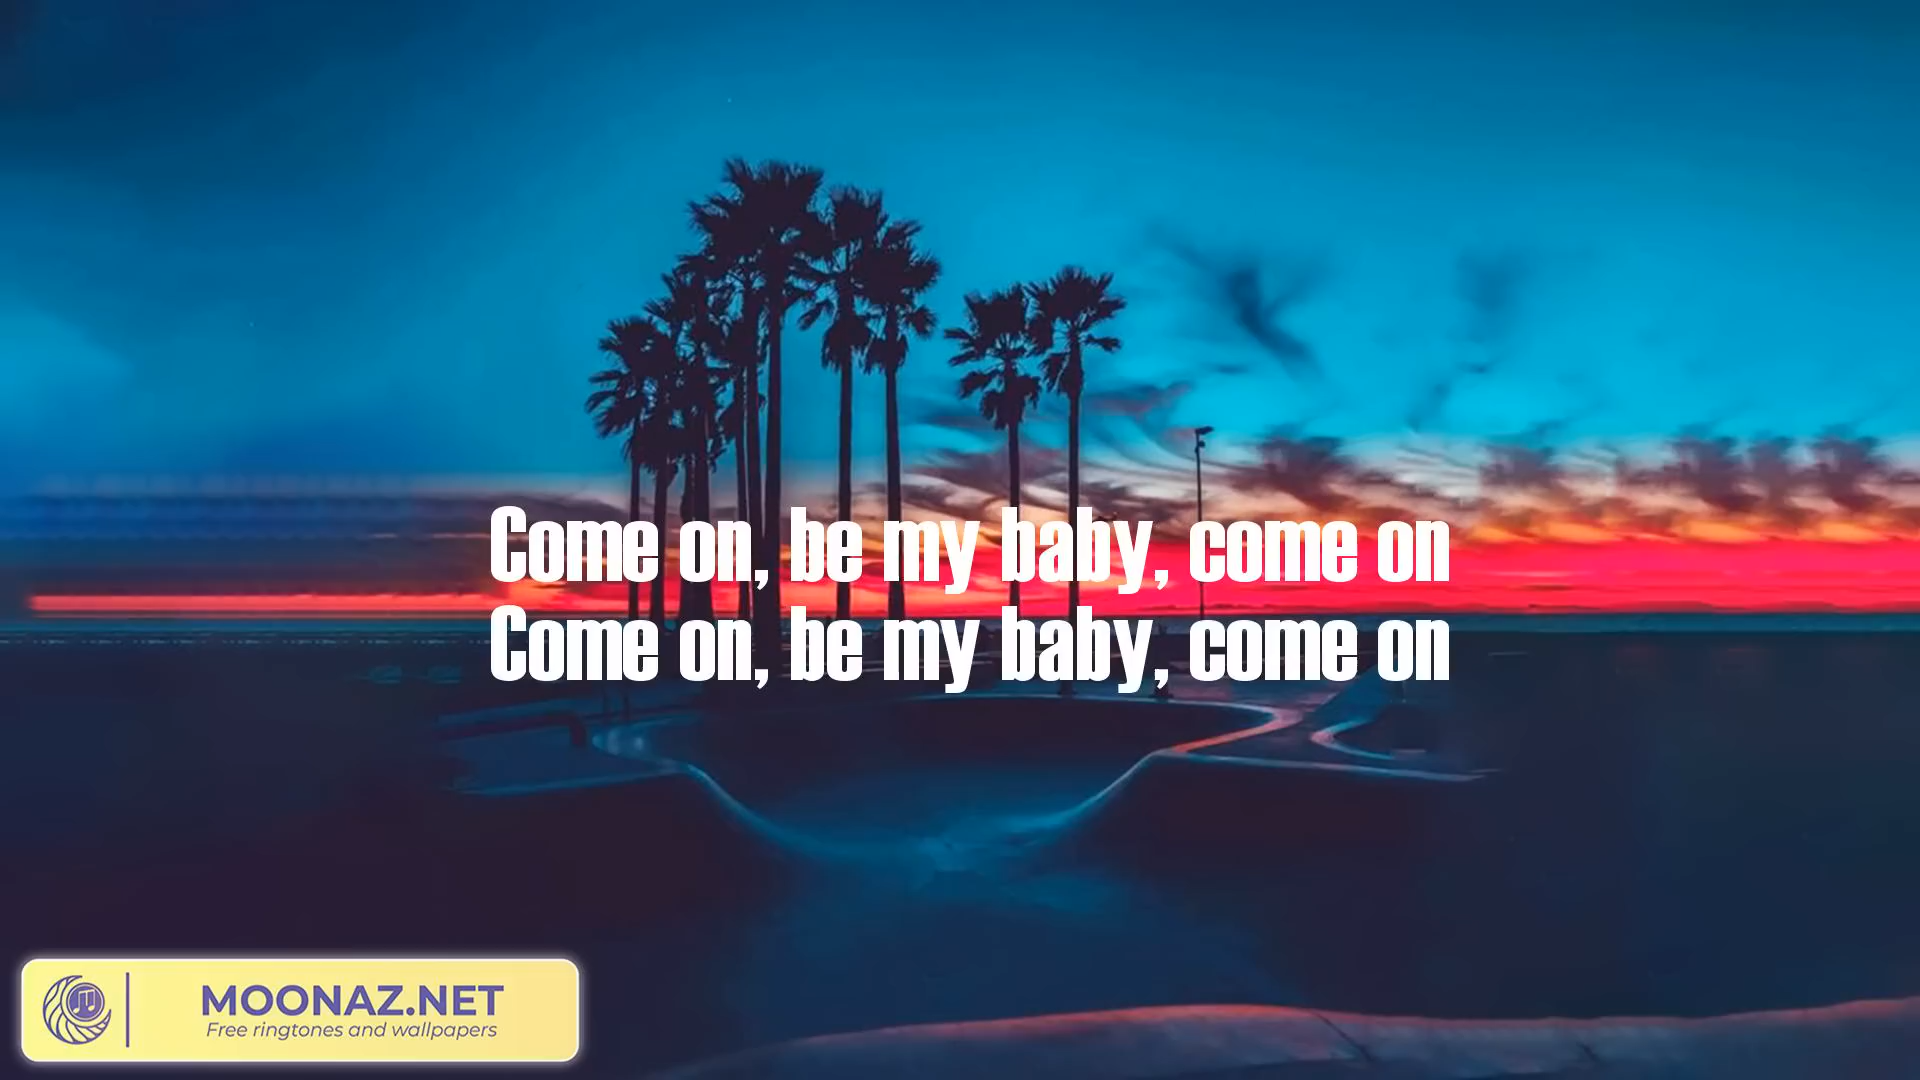 Come on, be my baby, come on
Come on, be my baby, come on
MOONAZ.NET
Free ringtones and wallpapers